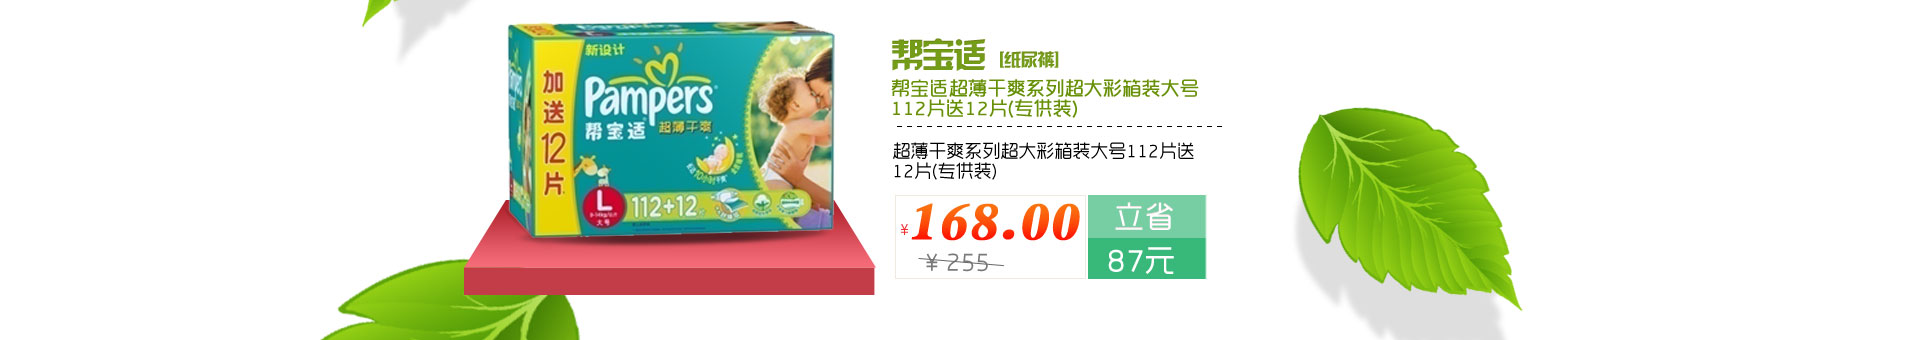 新设计
加送12片
Pampers
帮宝适 超薄干爽
L
大号
112+12
帮宝适 [纸尿裤]
帮宝适超薄干爽系列超大彩箱装大号
112片送12片(专供装)
超薄干爽系列超大彩箱装大号112片送
12片(专供装)
¥168.00
¥255
立省
87元